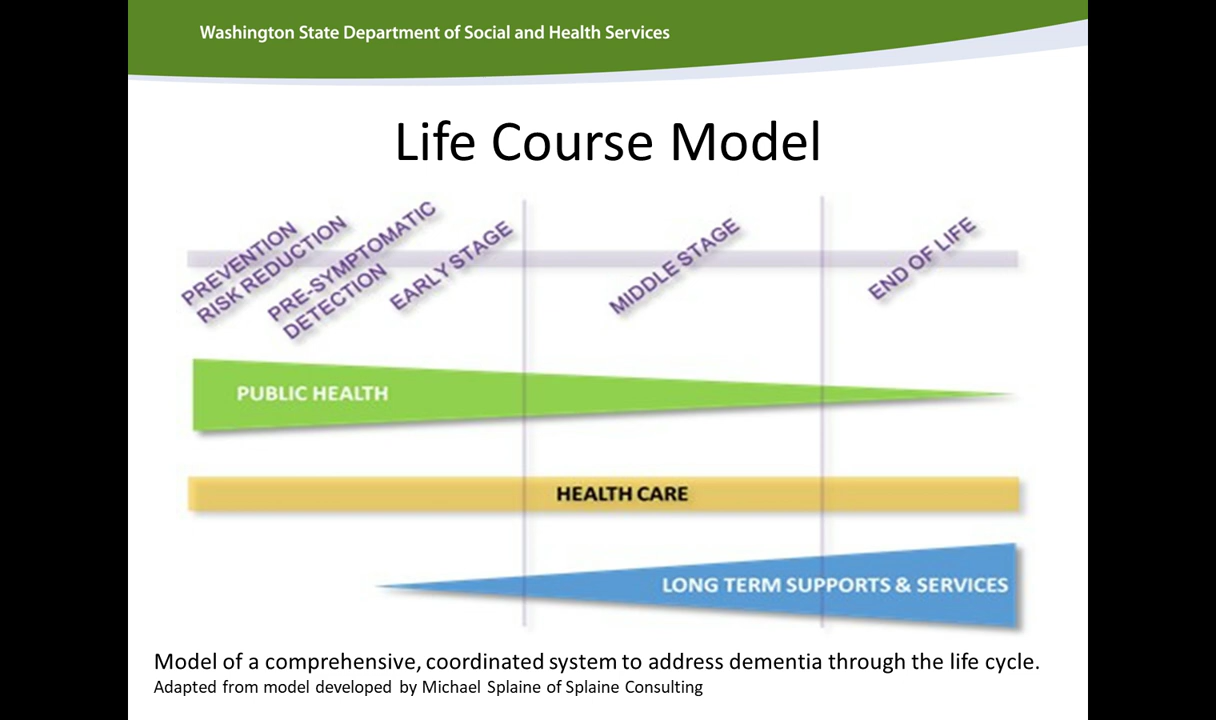 Washington State Department of Social and Health Services
Life Course Model
PREVENTION
RISK REDUCTION
PRE-SYMPTOMATIC
DETECTION
EARLY STAGE
MIDDLE STAGE
END OF LIFE
PUBLIC HEALTH
HEALTH CARE
LONG TERM SUPPORTS & SERVICES
Model of a comprehensive, coordinated system to address dementia through the life cycle.
Adapted from model developed by Michael Splaine of Splaine Consulting